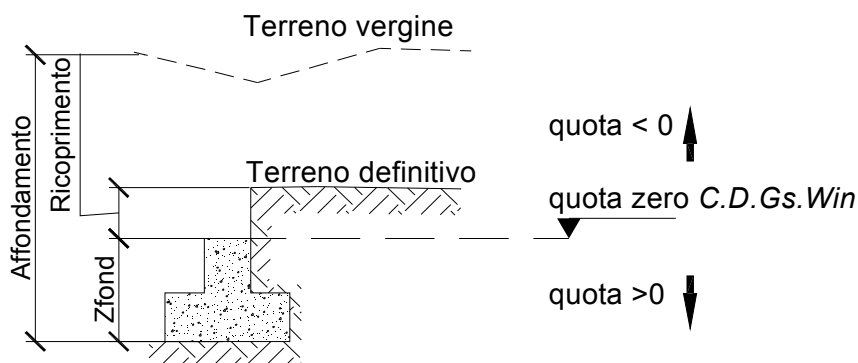 Terreno vergine
Affondamento
Ricoprimento
quota < 0
Terreno definitivo
quota zero C.D.Gs.Win
Zfond
quota >0